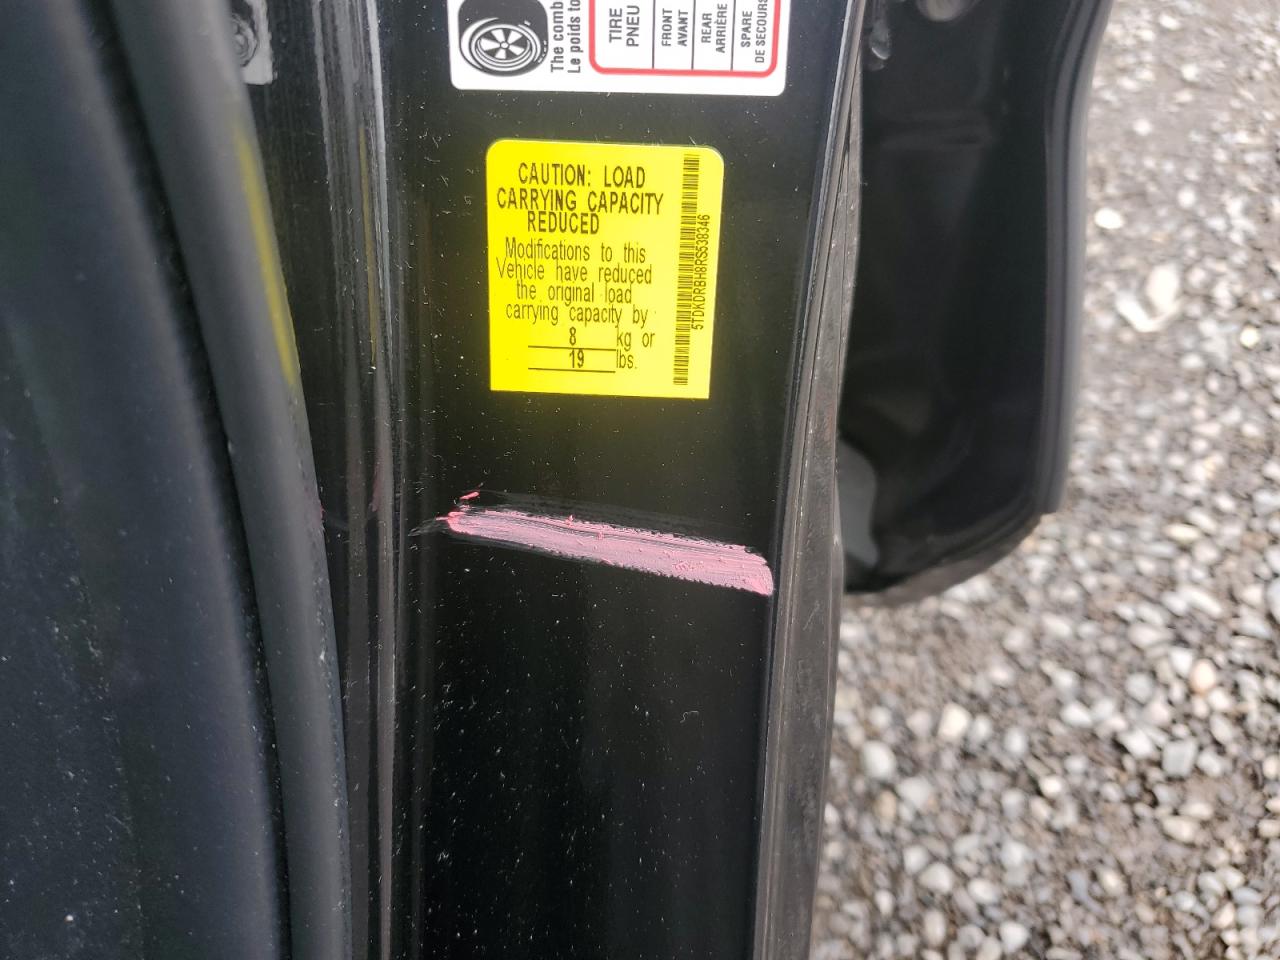 The comb
Le poids to
TIRE
PNEU
FRONT
AVANT
REAR
ARRIÈRE
SPARE
DE SECOURS
CAUTION: LOAD
CARRYING CAPACITY
REDUCED
Modifications to this
Vehicle have reduced
the original load
carrying capacity by
8 kg or
19 lbs.
5TDKDRBH8RS538346